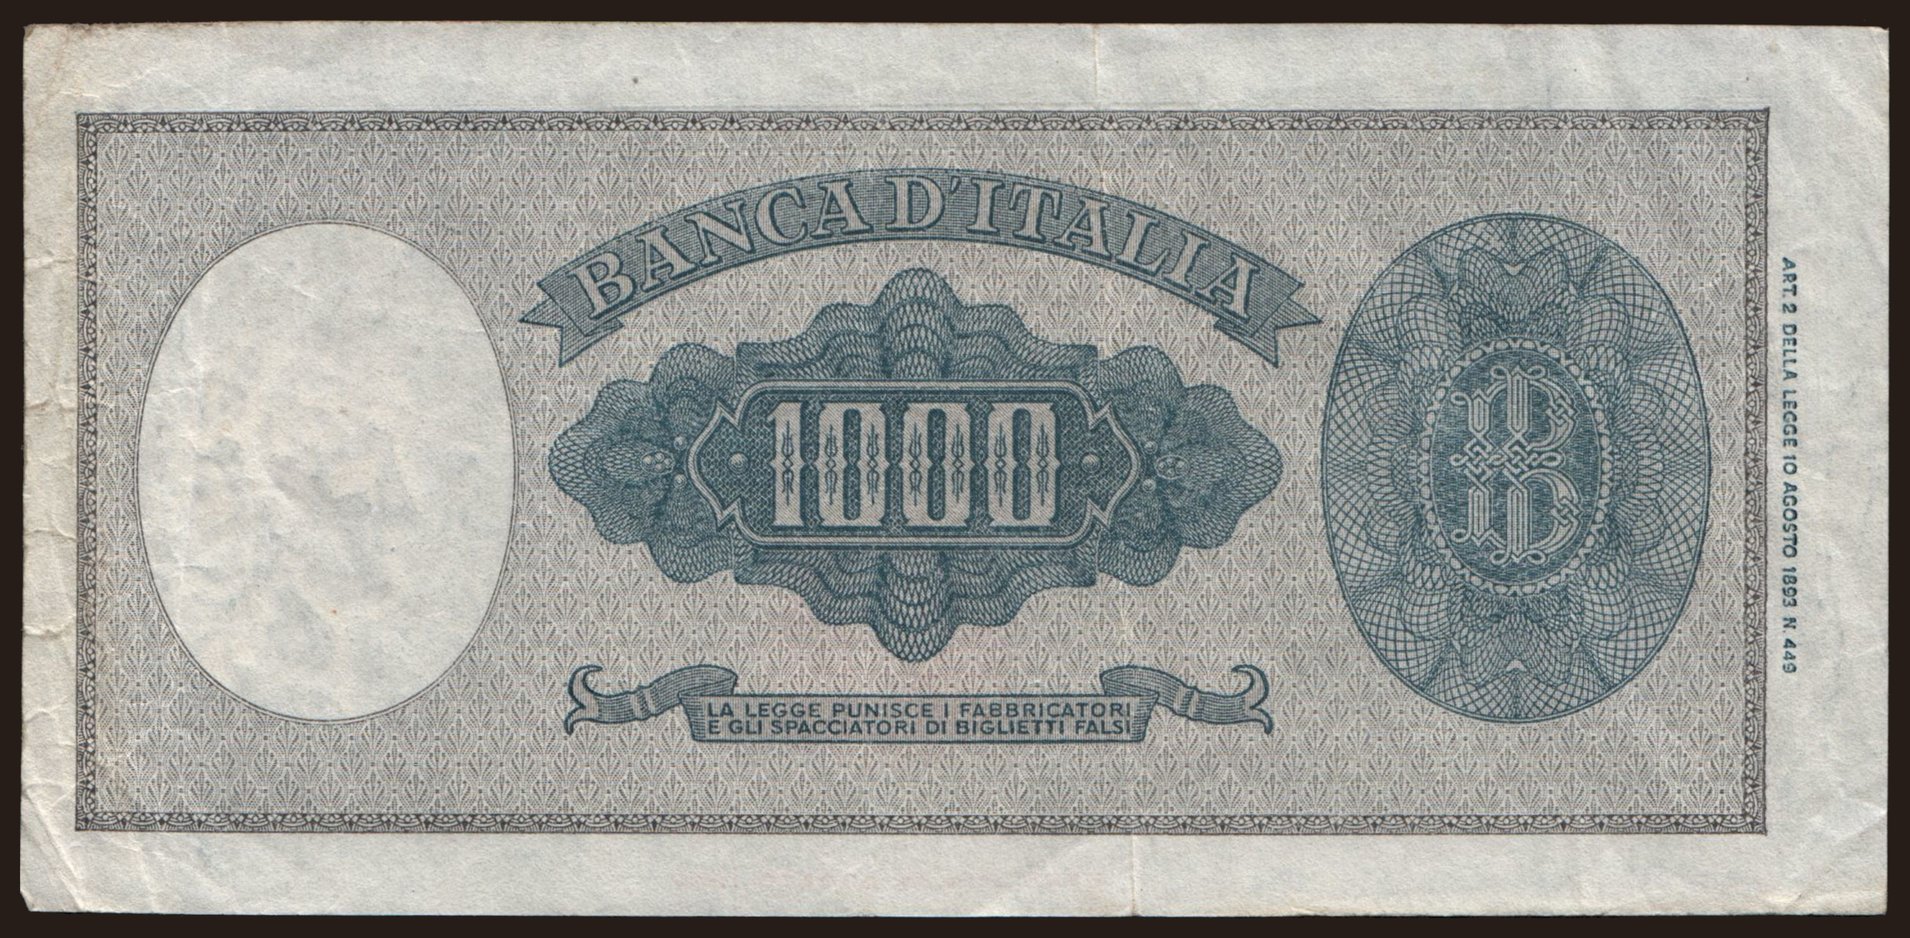 BANCA D'ITALIA
1000
B
LA LEGGE PUNISCE I FABBRICATORI
E GLI SPACCIATORI DI BIGLIETTI FALSI
ART. 2 DELLA LEGGE 10 AGOSTO 1893 N 449